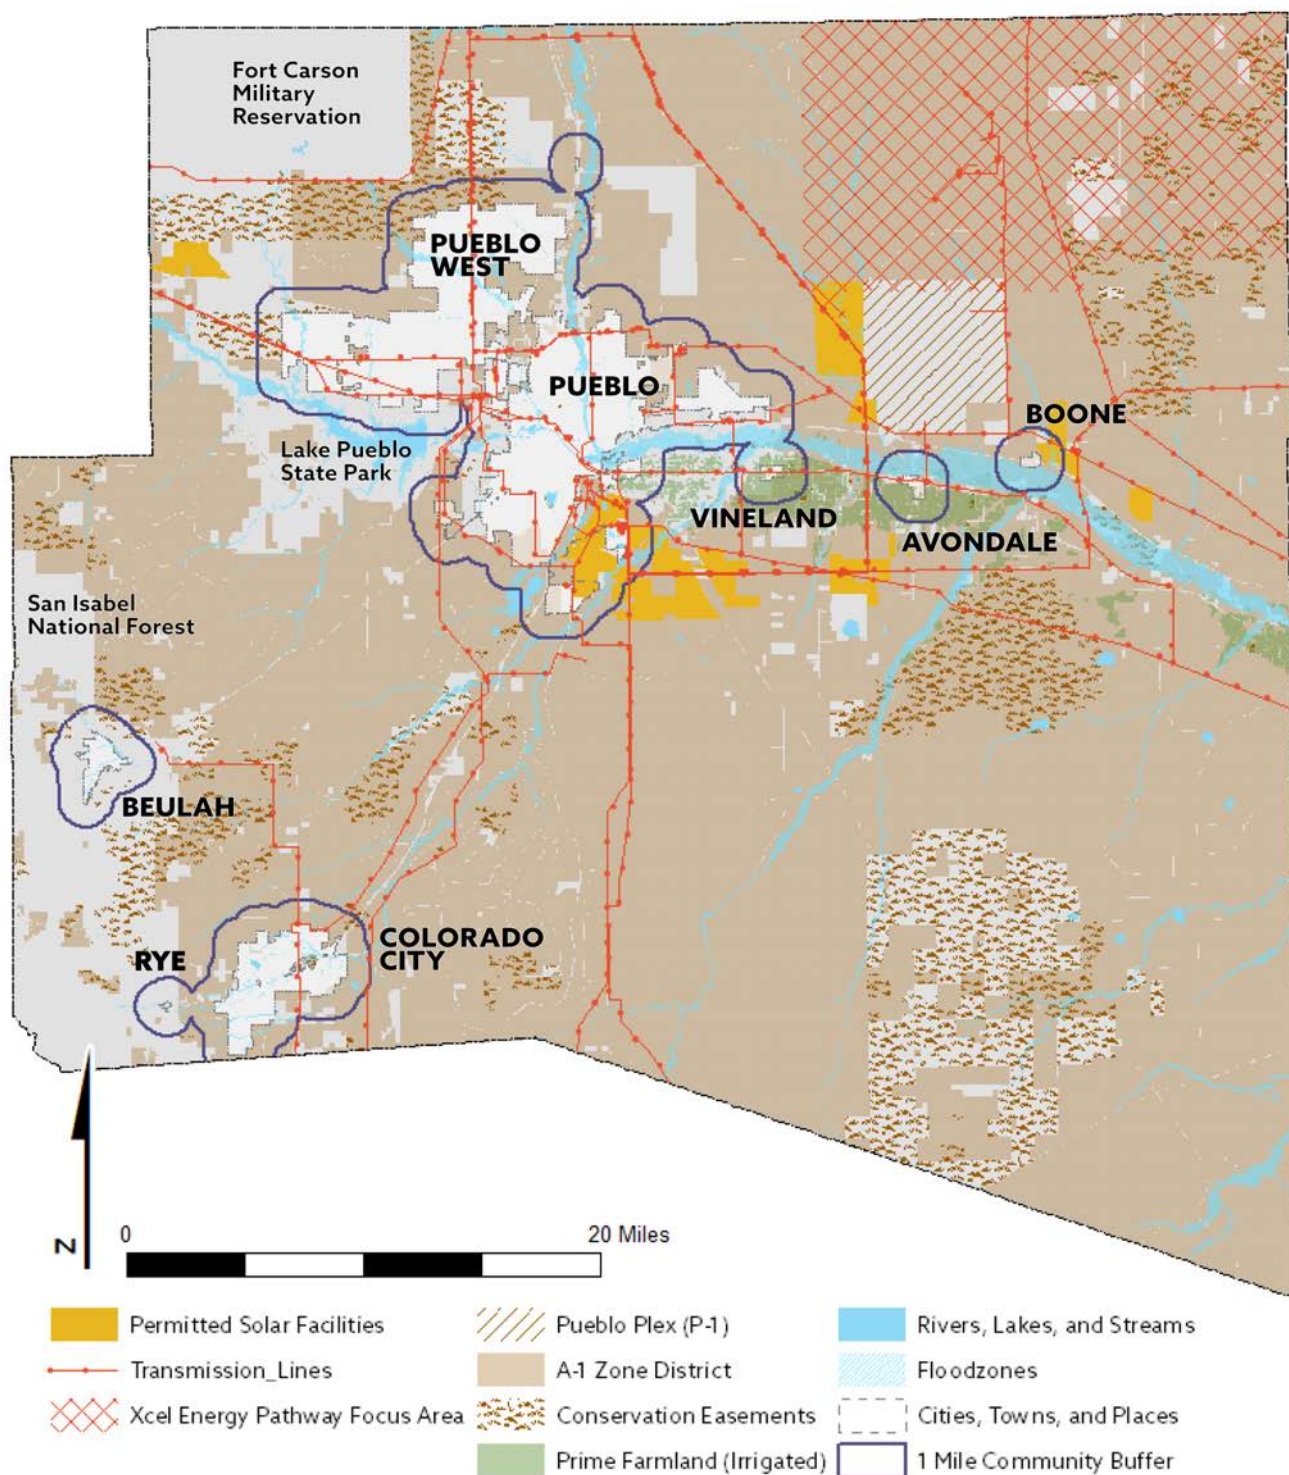 Fort Carson
Military
Reservation
PUEBLO
WEST
PUEBLO
BOONE
Lake Pueblo
State Park
VINELAND
AVONDALE
San Isabel
National Forest
BEULAH
COLORADO
CITY
RYE
N
0 20 Miles
Permitted Solar Facilities
Transmission_Lines
Xcel Energy Pathway Focus Area
Pueblo Plex (P-1)
A-1 Zone District
Conservation Easements
Prime Farmland (Irrigated)
Rivers, Lakes, and Streams
Floodzones
Cities, Towns, and Places
1 Mile Community Buffer